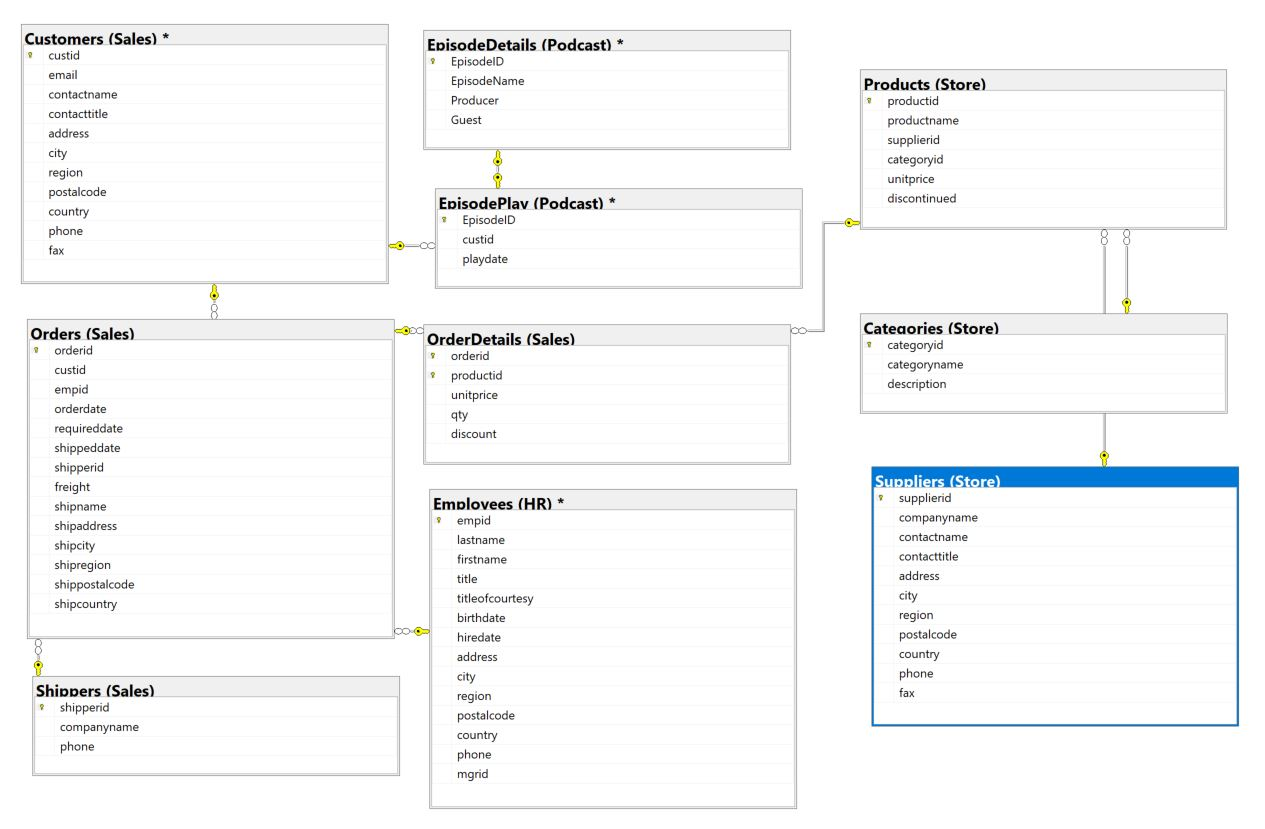 Customers (Sales) *
custid
email
contactname
contacttitle
address
city
region
postalcode
country
phone
fax
EpisodeDetails (Podcast) *
EpisodeID
EpisodeName
Producer
Guest
EpisodePlay (Podcast) *
EpisodeID
custid
playdate
Products (Store)
productid
productname
supplierid
categoryid
unitprice
discontinued
Orders (Sales)
orderid
custid
empid
orderdate
requireddate
shippeddate
shipperid
freight
shipname
shipaddress
shipcity
shipregion
shippostalcode
shipcountry
OrderDetails (Sales)
orderid
productid
unitprice
qty
discount
Categories (Store)
categoryid
categoryname
description
Employees (HR) *
empid
lastname
firstname
title
titleofcourtesy
birthdate
hiredate
address
city
region
postalcode
country
phone
mgrid
Suppliers (Store)
supplierid
companyname
contactname
contacttitle
address
city
region
postalcode
country
phone
fax
Shippers (Sales)
shipperid
companyname
phone